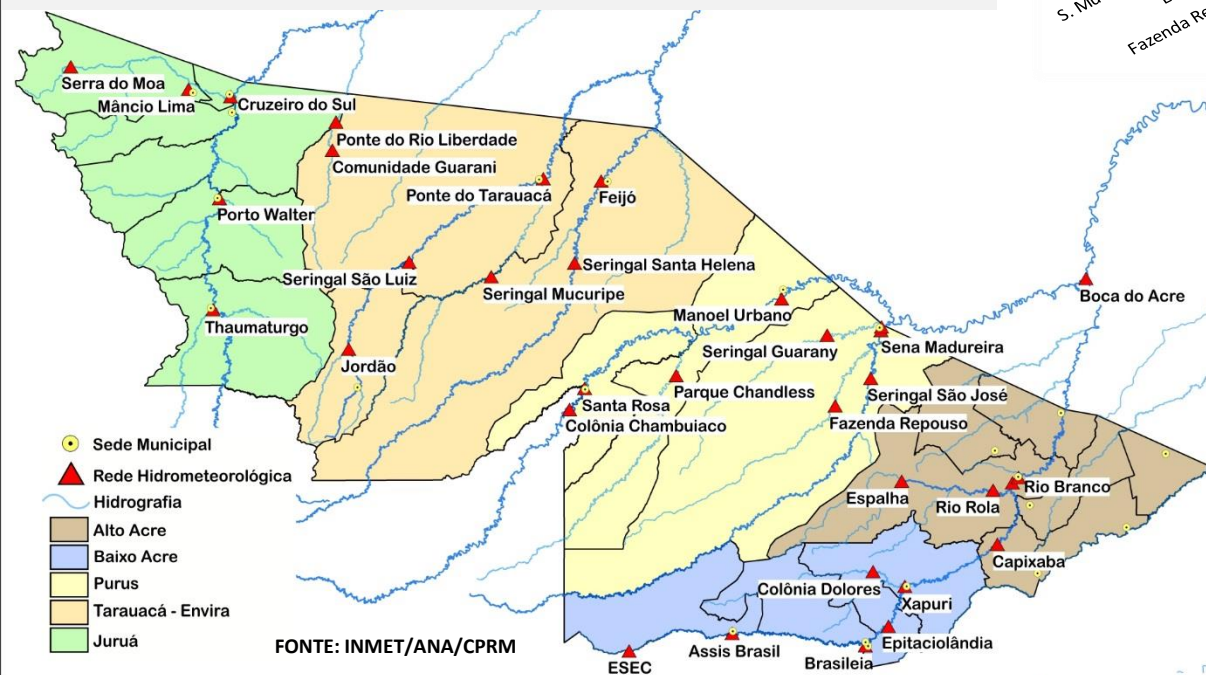 S. Mu
Fazenda Re
Serra do Moa
Mâncio Lima
Cruzeiro do Sul
Ponte do Rio Liberdade
Comunidade Guarani
Ponte do Tarauacá
Feijó
Porto Walter
Seringal São Luiz
Seringal Santa Helena
Seringal Mucuripe
Boca do Acre
Thaumaturgo
Manoel Urbano
Jordão
Seringal Guarany
Sena Madureira
Parque Chandless
Seringal São José
Santa Rosa
Colônia Chambuiaco
Fazenda Repouso
Espalha
Rio Rola
Rio Branco
Capixaba
Colônia Dolores
Xapuri
Epitaciolândia
Assis Brasil
Brasileia
ESEC
Sede Municipal
Rede Hidrometeorológica
Hidrografia
Alto Acre
Baixo Acre
Purus
Tarauacá - Envira
Juruá
FONTE: INMET/ANA/CPRM